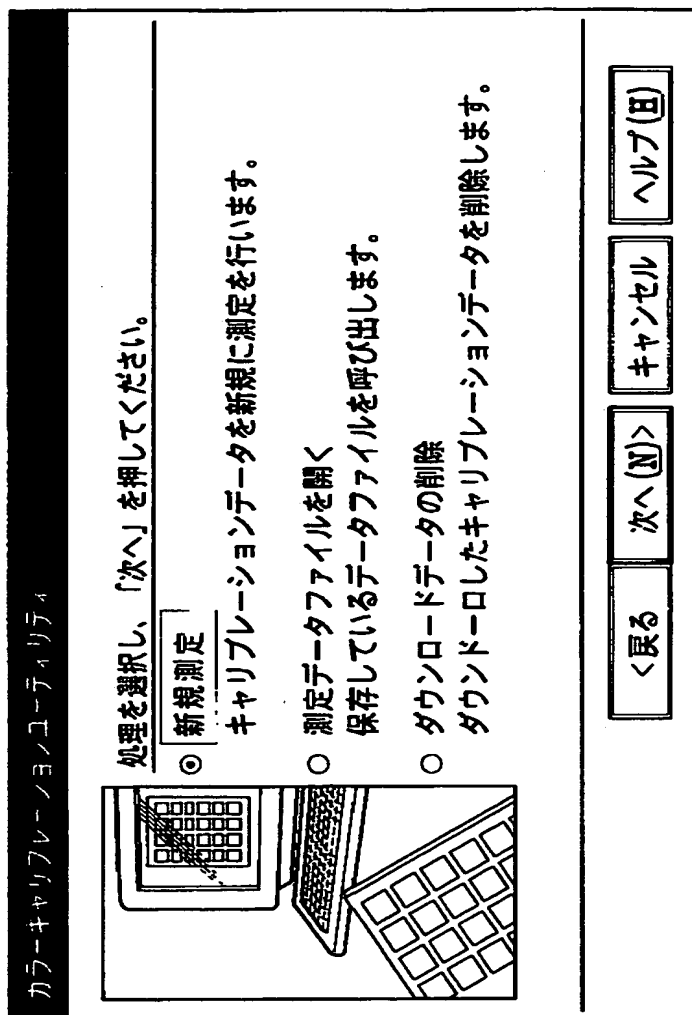 カラーキャリブレーションユーティリティ
処理を選択し、「次へ」を押してください。
新規測定
キャリブレーションデータを新規に測定を行います。
測定データファイルを開く
保存しているデータファイルを呼び出します。
ダウンロードデータの削除
ダウンドーロしたキャリブレーションデータを削除します。
<戻る 次へ(N)> キャンセル ヘルプ(H)